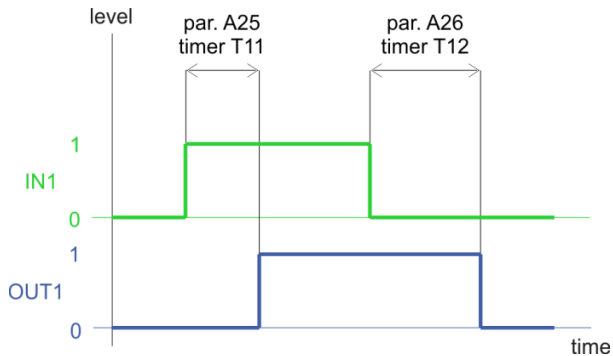 level
par. A25
timer T11
par. A26
timer T12
1
IN1
0
1
OUT1
0
time